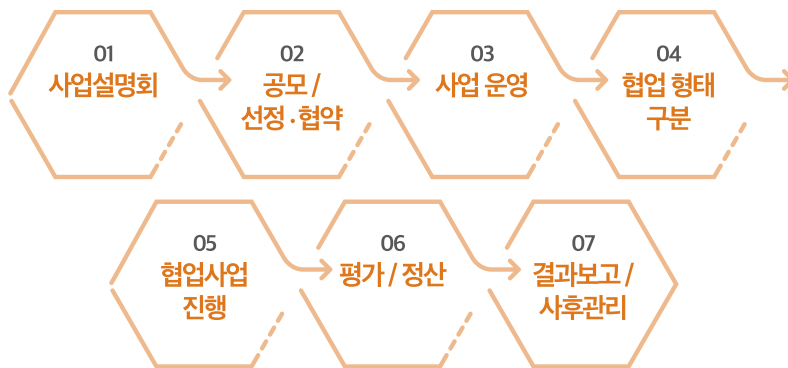 01
사업설명회
02
공모 /
선정·협약
03
사업 운영
04
협업 형태
구분
05
협업사업
진행
06
평가 / 정산
07
결과보고 /
사후관리